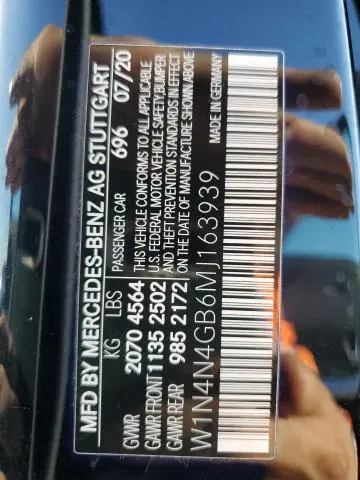 MFD BY MERCEDES-BENZ AG STUTTGART
PASSENGER CAR 696 07/20
KG LBS
GVWR 2070 4564
GAWR FRONT 1135 2502
GAWR REAR 985 2172
THIS VEHICLE CONFORMS TO ALL APPLICABLE
U.S. FEDERAL MOTOR VEHICLE SAFETY, BUMPER
AND THEFT PREVENTION STANDARDS IN EFFECT
ON THE DATE OF MANUFACTURE SHOWN ABOVE
W1N4N4GB6MJ163939
MADE IN GERMANY